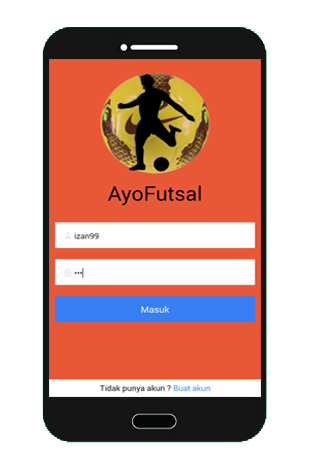 AyoFutsal
izan99
•••
Masuk
Tidak punya akun ? Buat akun